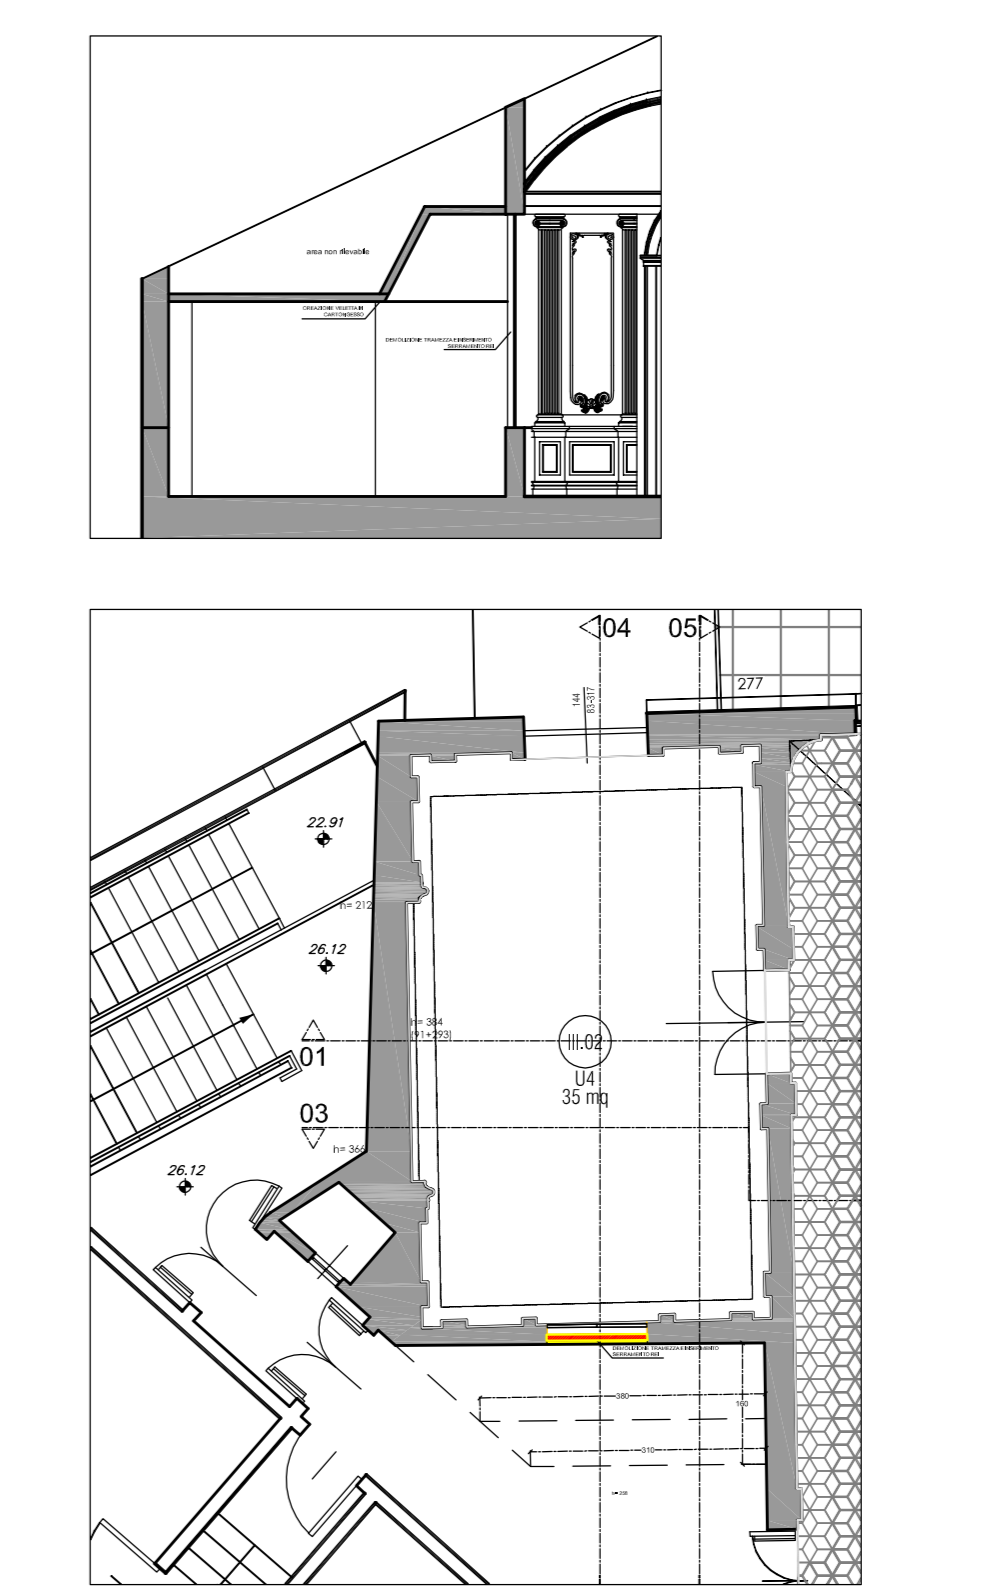 area non rilevabile
CREAZIONE VELETTA IN
CARTONGESSO
DEMOLIZIONE TRAMEZZA E INSERIMENTO
SERRAMENTO REI
04
05
277
144
83-317
22.91
h= 212
26.12
h= 384
(91+293)
01
III.02
U4
35 mq
03
h= 366
26.12
DEMOLIZIONE TRAMEZZA E INSERIMENTO
SERRAMENTO REI
380
160
310
h= 258